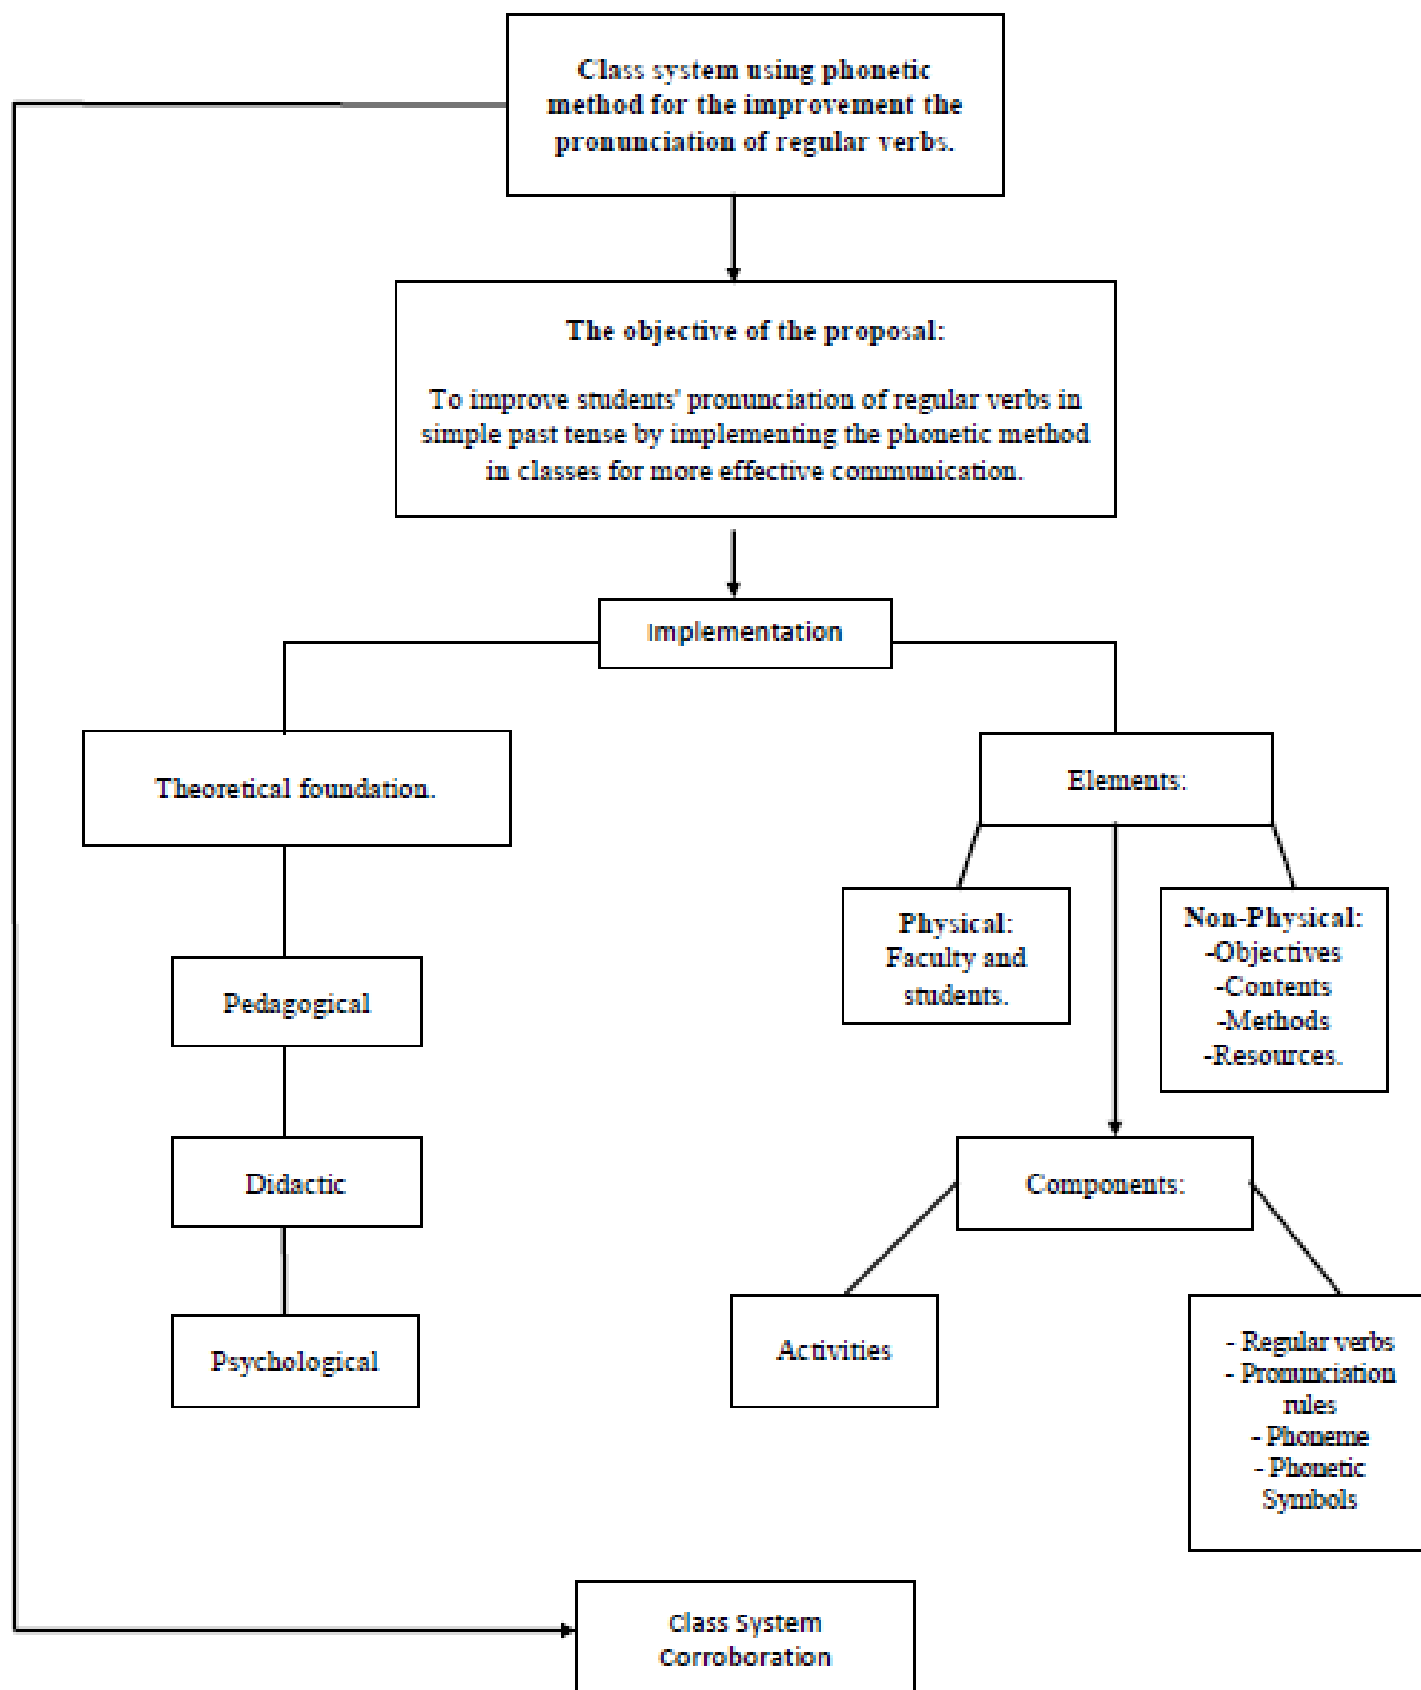 Class system using phonetic
method for the improvement the
pronunciation of regular verbs.
The objective of the proposal:
To improve students' pronunciation of regular verbs in
simple past tense by implementing the phonetic method
in classes for more effective communication.
Implementation
Theoretical foundation.
Pedagogical
Didactic
Psychological
Elements:
Physical:
Faculty and
students.
Non-Physical:
-Objectives
-Contents
-Methods
-Resources.
Components:
Activities
- Regular verbs
- Pronunciation
rules
- Phoneme
- Phonetic
Symbols
Class System
Corroboration